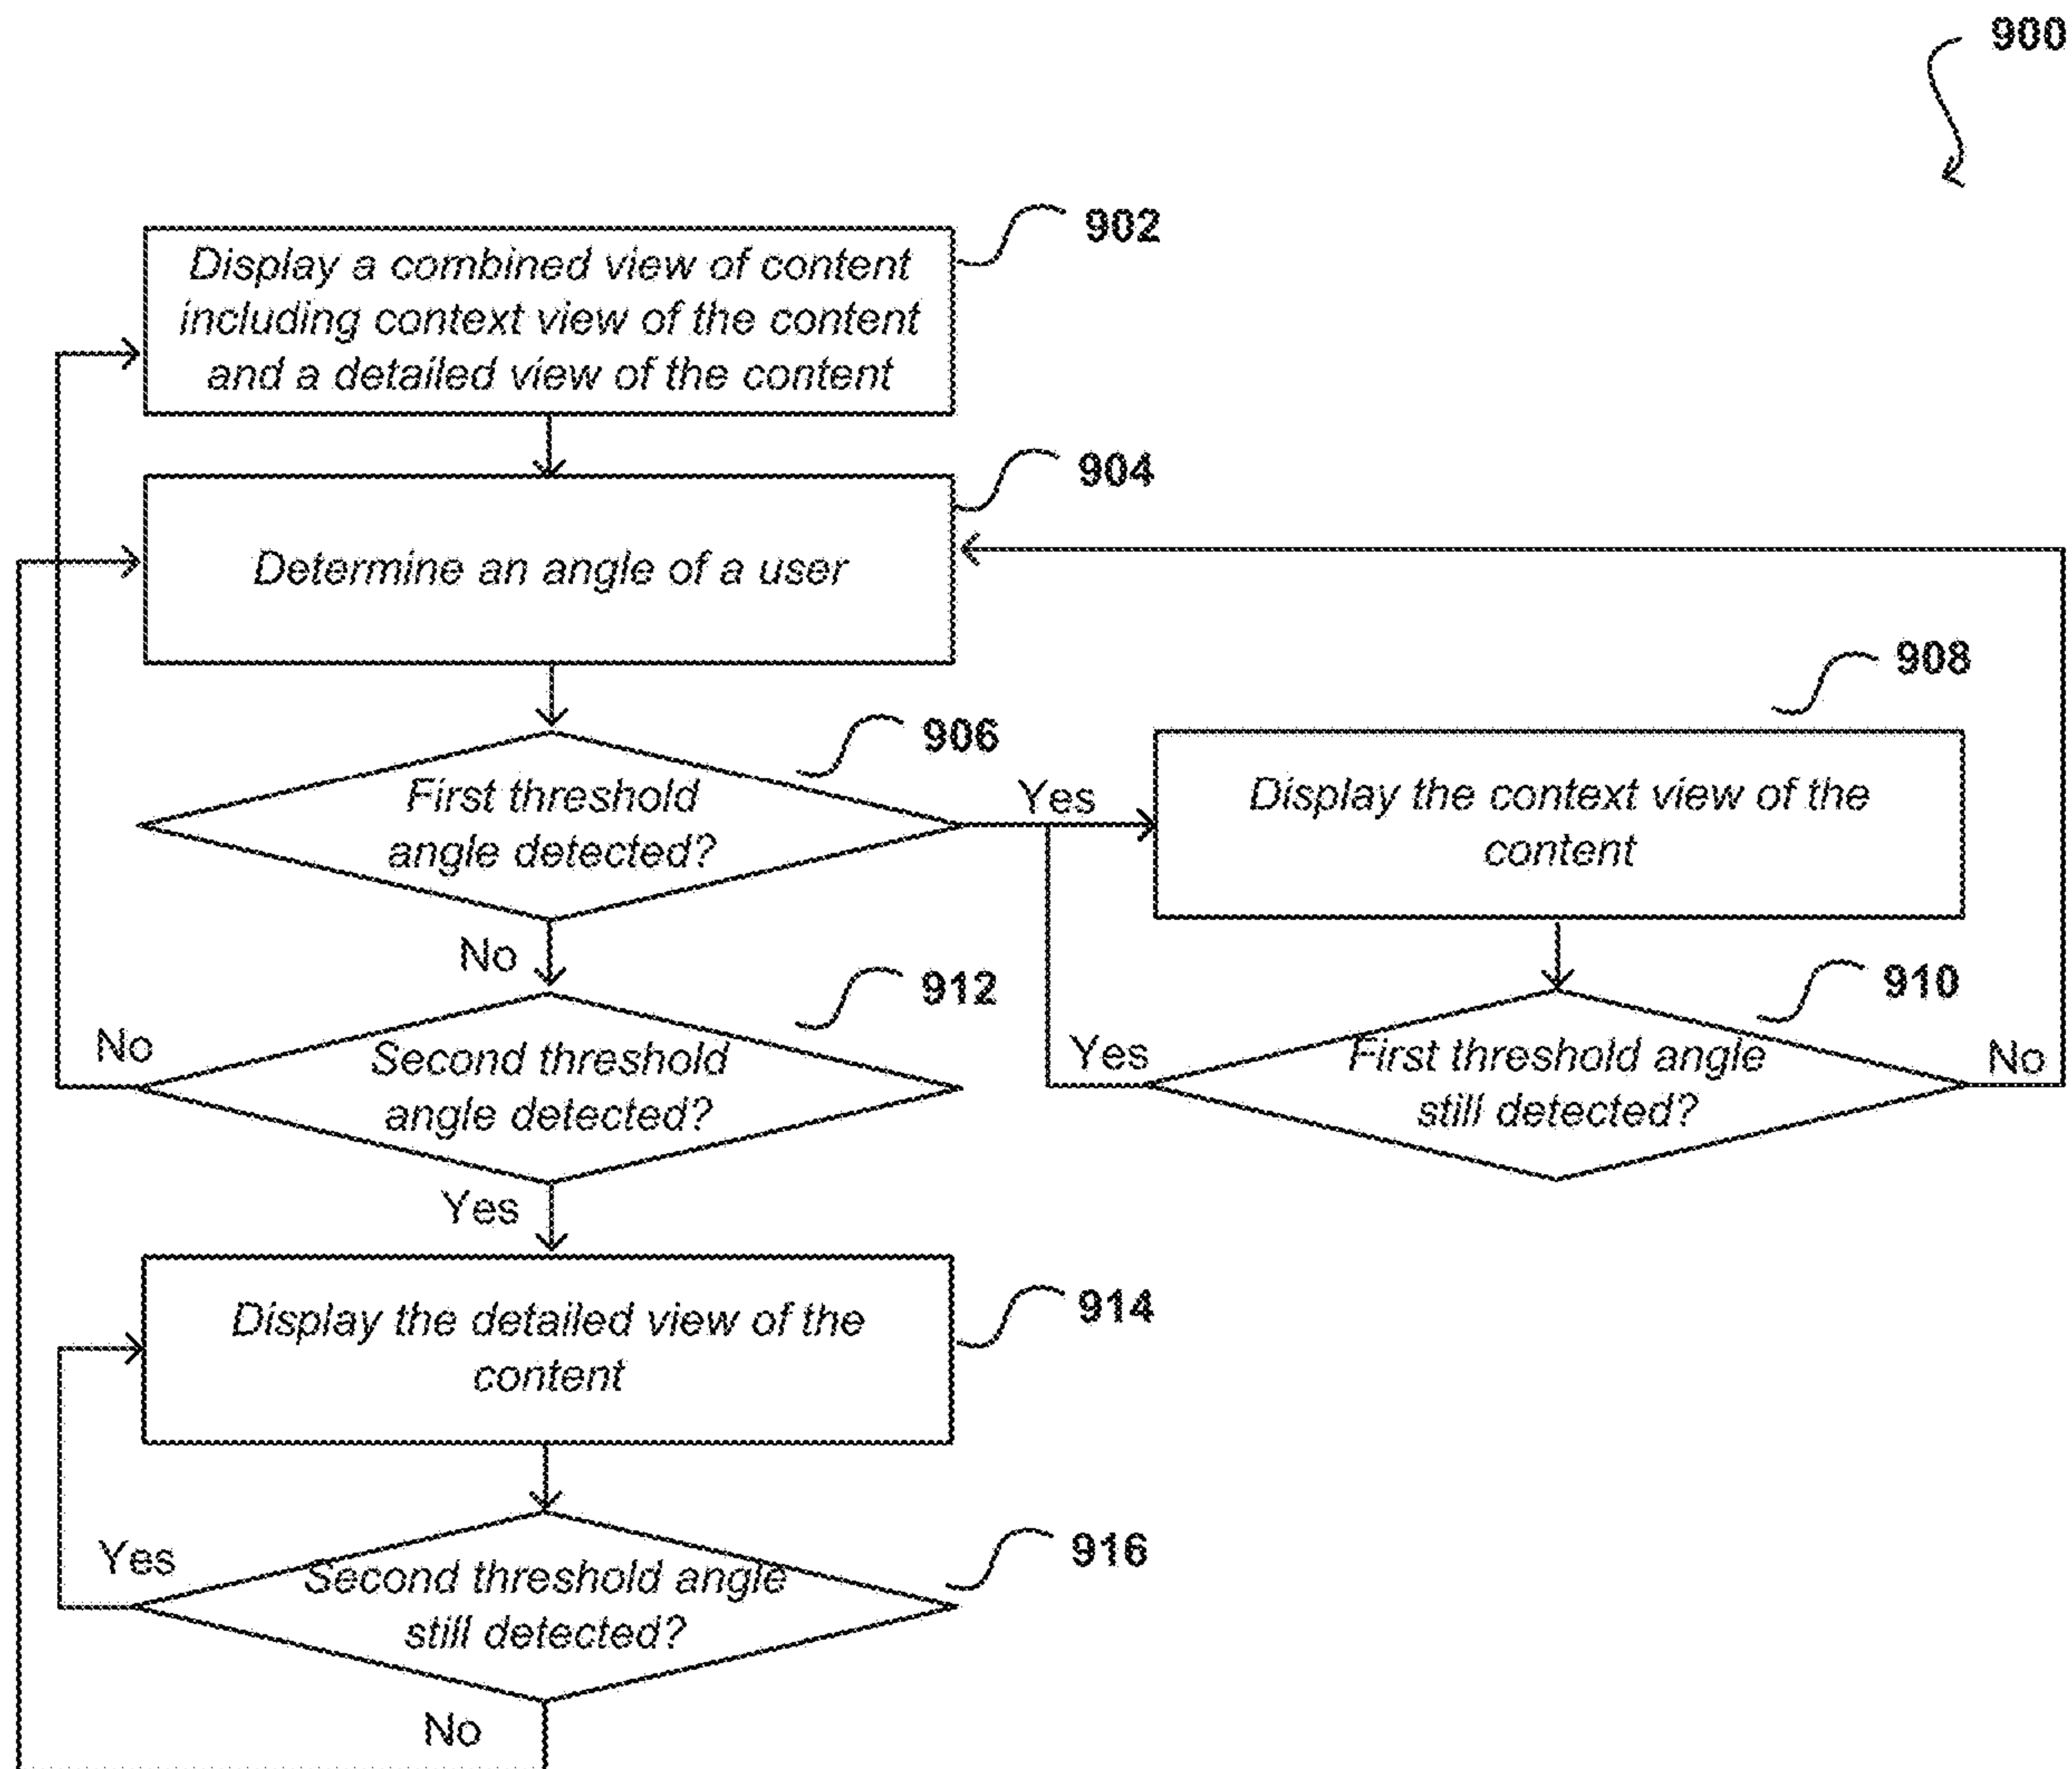 900
902
Display a combined view of content
including context view of the content
and a detailed view of the content
904
Determine an angle of a user
906
First threshold
angle detected?
Yes
908
Display the context view of the
content
No
912
Second threshold
angle detected?
No
910
First threshold angle
still detected?
Yes
No
Yes
914
Display the detailed view of the
content
916
Second threshold angle
still detected?
Yes
No